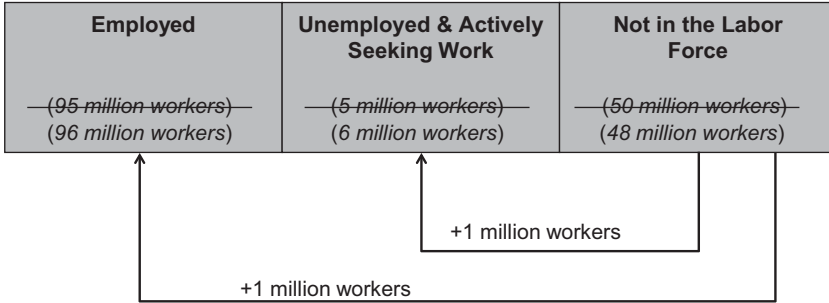 Employed
Unemployed & Actively
Seeking Work
Not in the Labor
Force
(95 million workers)
(5 million workers)
(50 million workers)
(96 million workers)
(6 million workers)
(48 million workers)
+1 million workers
+1 million workers